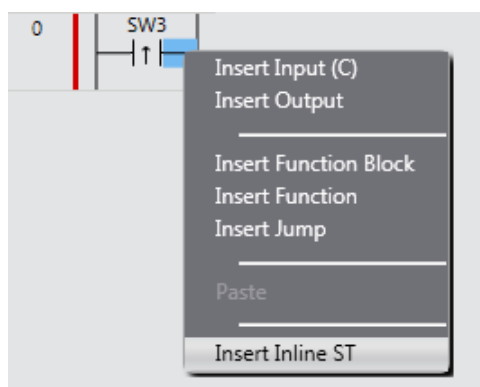 0 SW3
Insert Input (C)
Insert Output
Insert Function Block
Insert Function
Insert Jump
Paste
Insert Inline ST